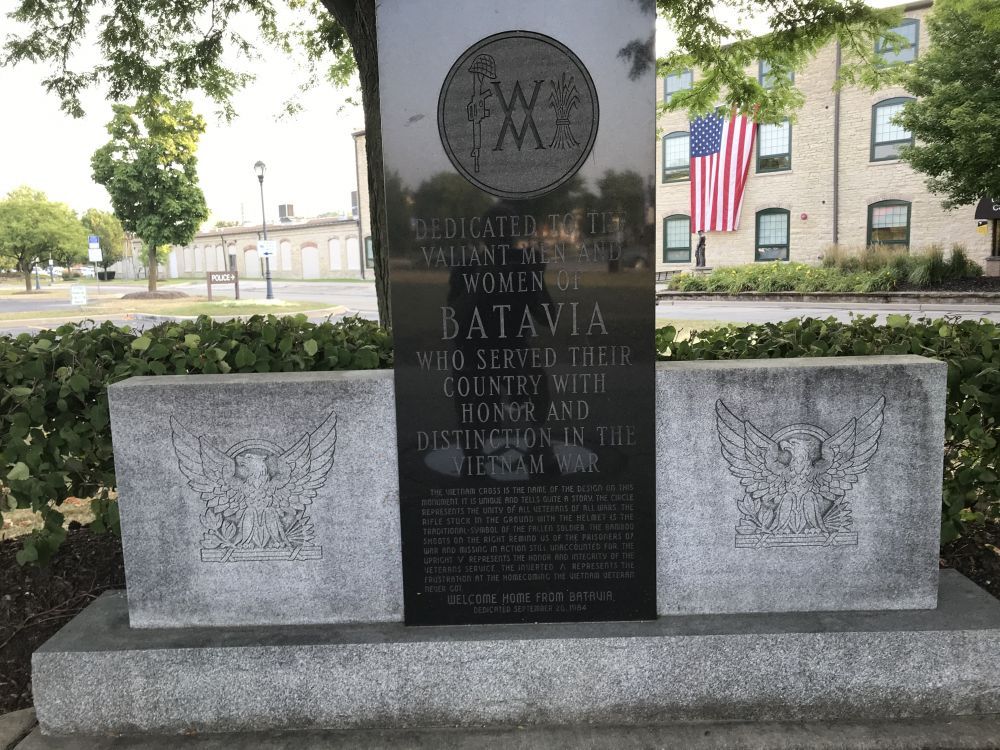 VVM
DEDICATED TO THE
VALIANT MEN AND
WOMEN OF
BATAVIA
WHO SERVED THEIR
COUNTRY WITH
HONOR AND
DISTINCTION IN THE
VIETNAM WAR
THE VIETNAM CROSS IS THE NAME OF THE DESIGN ON THIS
MONUMENT. IT IS UNIQUE AND TELLS QUITE A STORY. THE CIRCLE
REPRESENTS THE UNITY OF ALL VETERANS OF ALL WARS. THE
RIFLE STUCK IN THE GROUND WITH THE HELMET IS THE
TRADITIONAL SYMBOL OF THE FALLEN SOLDIER. THE BAMBOO
SHOOTS ON THE RIGHT REMIND US OF THE PRISONERS OF
WAR AND MISSING IN ACTION STILL UNACCOUNTED FOR. THE
UPRIGHT V REPRESENTS THE HONOR AND INTEGRITY OF THE
VETERANS SERVICE. THE INVERTED Λ REPRESENTS THE
FRUSTRATION AT THE HOMECOMING THE VIETNAM VETERAN
NEVER GOT.
WELCOME HOME FROM BATAVIA.
DEDICATED SEPTEMBER 20, 1984
POLICE